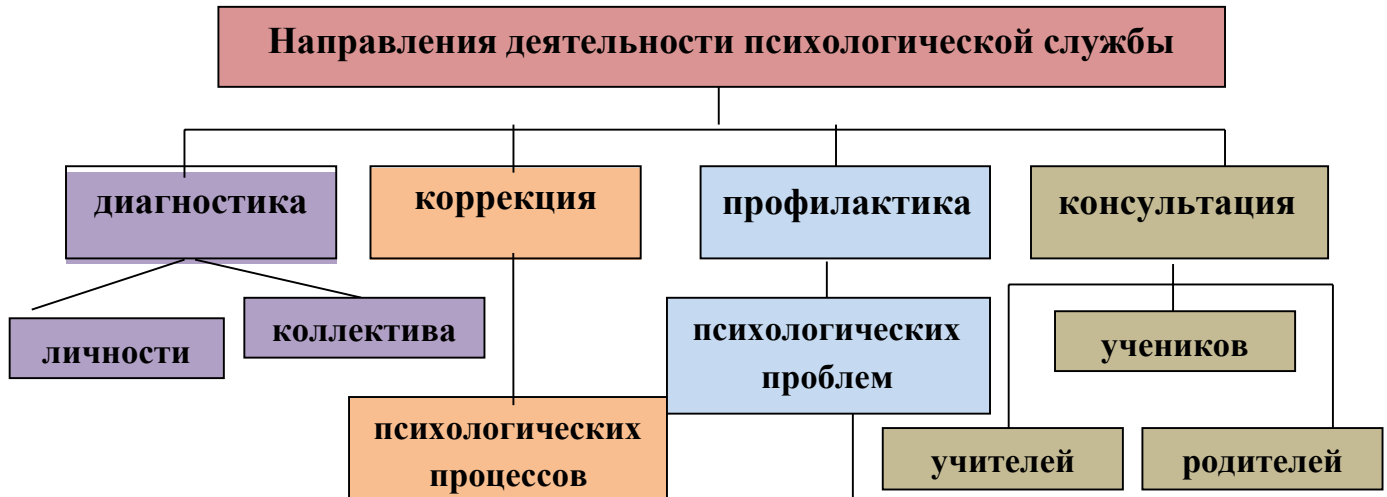 Направления деятельности психологической службы
диагностика
коррекция
профилактика
консультация
личности
коллектива
психологических
процессов
психологических
проблем
учеников
учителей
родителей